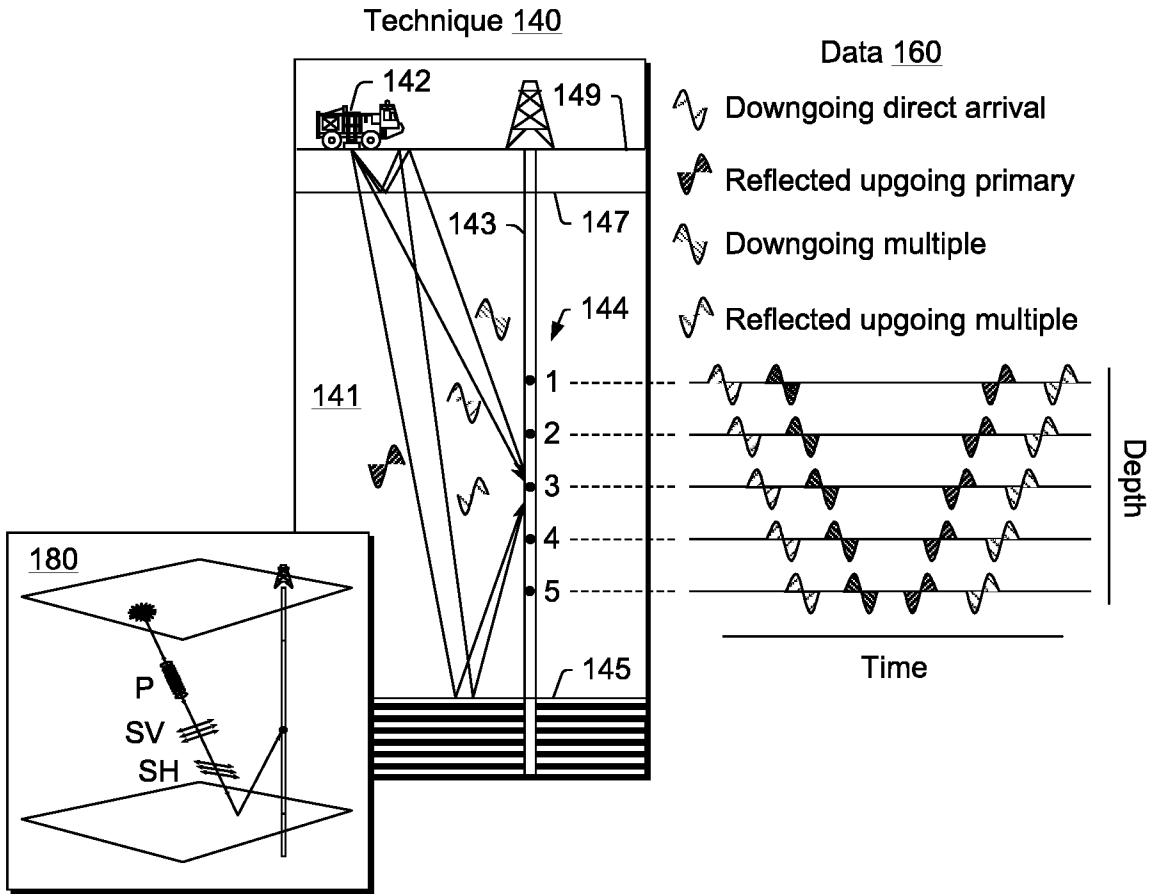 Technique 140
Data 160
142
149
Downgoing direct arrival
Reflected upgoing primary
143
147
Downgoing multiple
144
Reflected upgoing multiple
141
1
2
3
4
5
Depth
Time
145
180
P
SV
SH